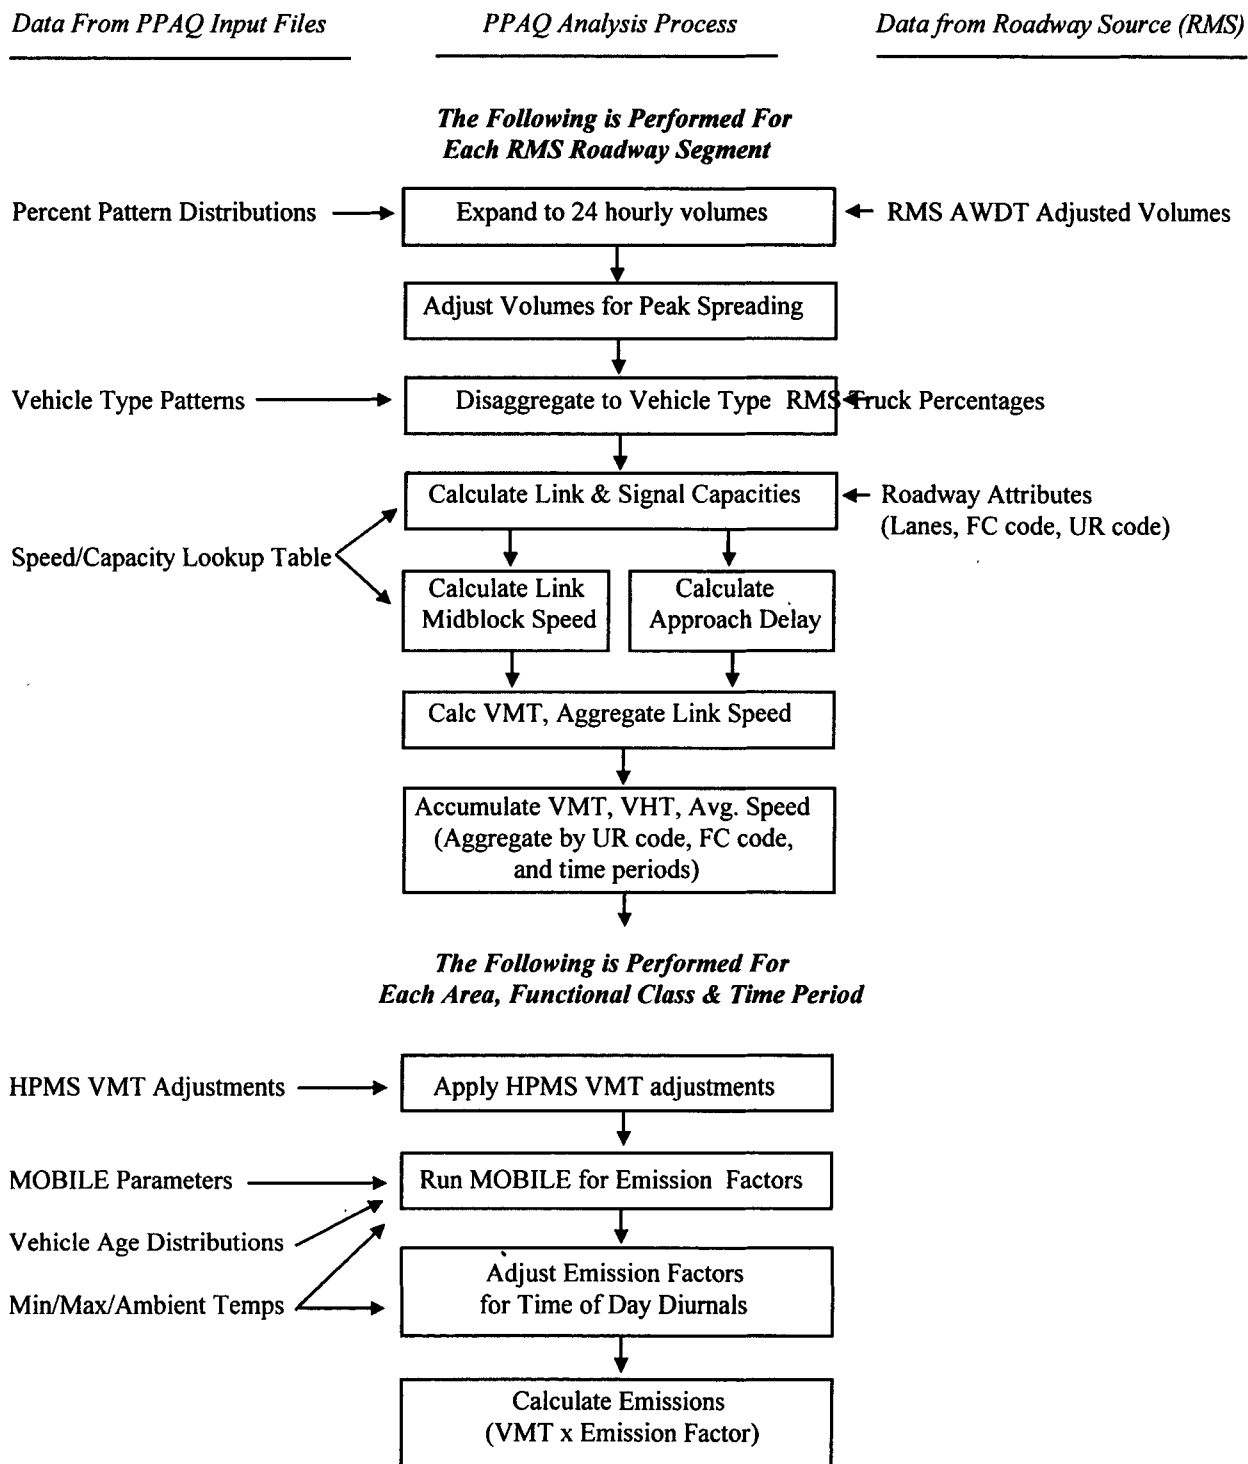 Data From PPAQ Input Files
PPAQ Analysis Process
Data from Roadway Source (RMS)
The Following is Performed For
Each RMS Roadway Segment
Percent Pattern Distributions
Expand to 24 hourly volumes
RMS AWDT Adjusted Volumes
Adjust Volumes for Peak Spreading
Vehicle Type Patterns
Disaggregate to Vehicle Type
RMS Truck Percentages
Calculate Link & Signal Capacities
Roadway Attributes
(Lanes, FC code, UR code)
Speed/Capacity Lookup Table
Calculate Link
Midblock Speed
Calculate
Approach Delay
Calc VMT, Aggregate Link Speed
Accumulate VMT, VHT, Avg. Speed
(Aggregate by UR code, FC code,
and time periods)
The Following is Performed For
Each Area, Functional Class & Time Period
HPMS VMT Adjustments
Apply HPMS VMT adjustments
MOBILE Parameters
Run MOBILE for Emission Factors
Vehicle Age Distributions
Min/Max/Ambient Temps
Adjust Emission Factors
for Time of Day Diurnals
Calculate Emissions
(VMT x Emission Factor)